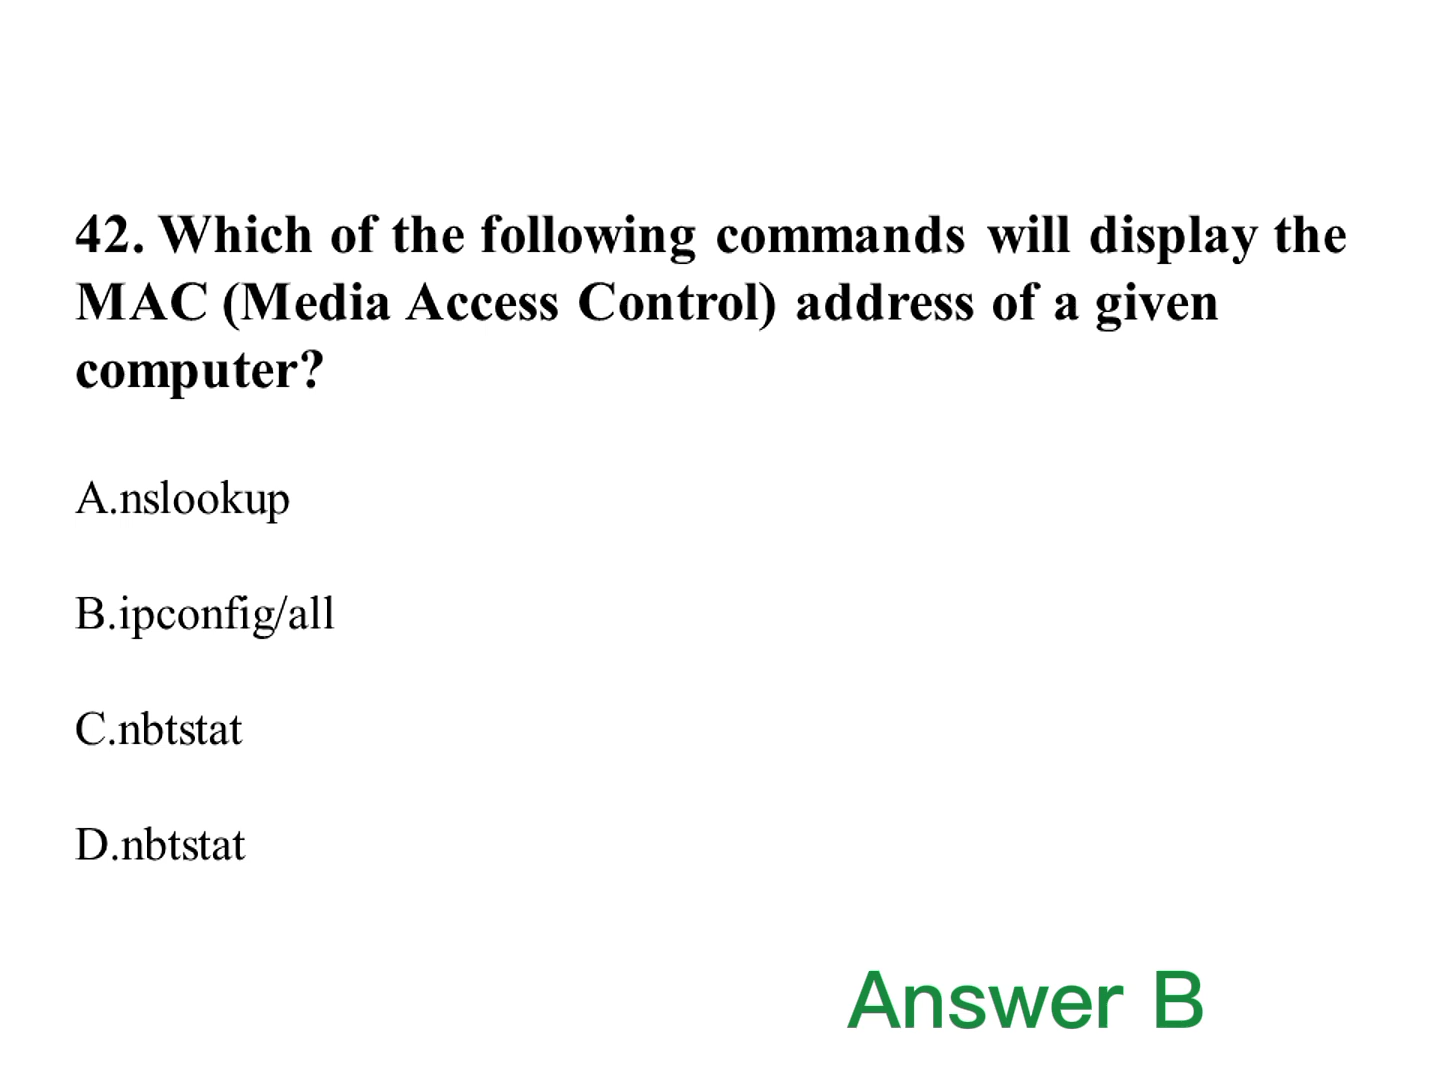 42. Which of the following commands will display the
MAC (Media Access Control) address of a given
computer?
A.nslookup
B.ipconfig/all
C.nbtstat
D.nbtstat
Answer B